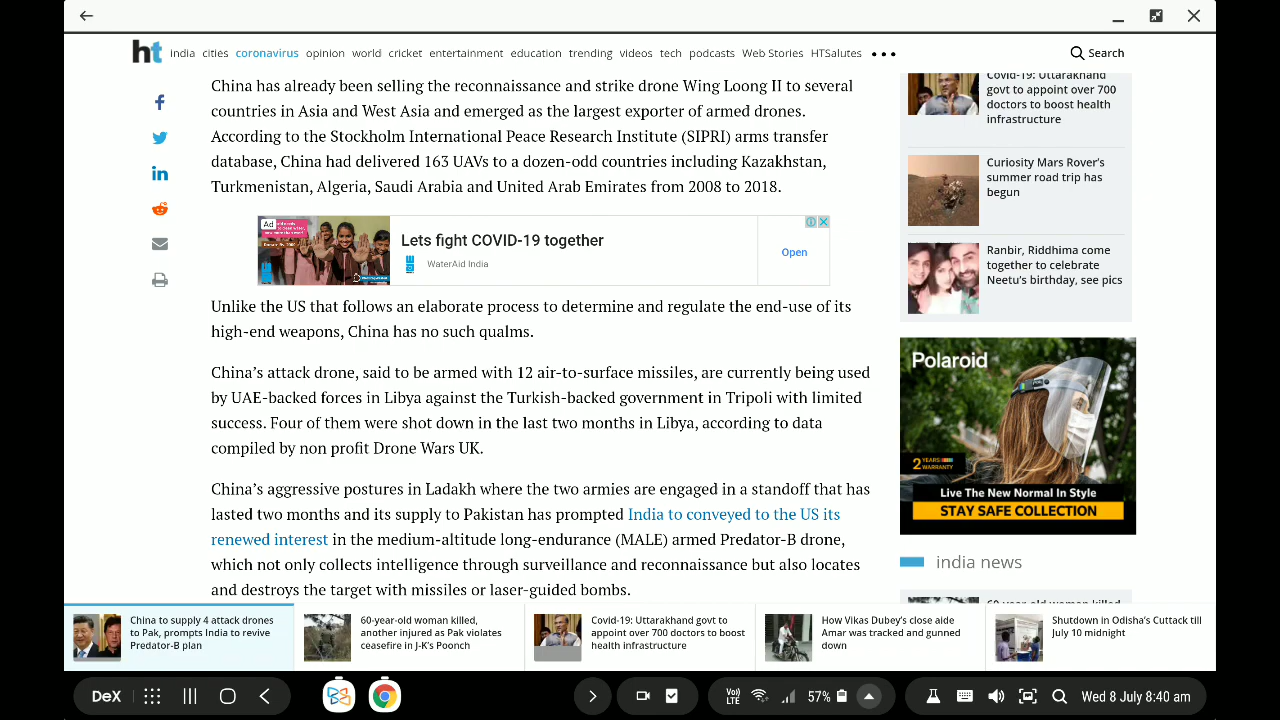 ht india cities coronavirus opinion world cricket entertainment education trending videos tech podcasts Web Stories HTSalutes ••• Search
China has already been selling the reconnaissance and strike drone Wing Loong II to several
countries in Asia and West Asia and emerged as the largest exporter of armed drones.
According to the Stockholm International Peace Research Institute (SIPRI) arms transfer
database, China had delivered 163 UAVs to a dozen-odd countries including Kazakhstan,
Turkmenistan, Algeria, Saudi Arabia and United Arab Emirates from 2008 to 2018.
Ad
Lets fight COVID-19 together
WaterAid India
Open
Unlike the US that follows an elaborate process to determine and regulate the end-use of its
high-end weapons, China has no such qualms.
China's attack drone, said to be armed with 12 air-to-surface missiles, are currently being used
by UAE-backed forces in Libya against the Turkish-backed government in Tripoli with limited
success. Four of them were shot down in the last two months in Libya, according to data
compiled by non profit Drone Wars UK.
China's aggressive postures in Ladakh where the two armies are engaged in a standoff that has
lasted two months and its supply to Pakistan has prompted India to conveyed to the US its
renewed interest in the medium-altitude long-endurance (MALE) armed Predator-B drone,
which not only collects intelligence through surveillance and reconnaissance but also locates
and destroys the target with missiles or laser-guided bombs.
Covid-19: Uttarakhand
govt to appoint over 700
doctors to boost health
infrastructure
Curiosity Mars Rover's
summer road trip has
begun
Ranbir, Riddhima come
together to celebrate
Neetu's birthday, see pics
Polaroid
2 YEARS WARRANTY
Live The New Normal In Style
STAY SAFE COLLECTION
india news
60-year-old woman killed
China to supply 4 attack drones
to Pak, prompts India to revive
Predator-B plan
60-year-old woman killed,
another injured as Pak violates
ceasefire in J-K's Poonch
Covid-19: Uttarakhand govt to
appoint over 700 doctors to boost
health infrastructure
How Vikas Dubey's close aide
Amar was tracked and gunned
down
Shutdown in Odisha's Cuttack till
July 10 midnight
DeX
Vo) LTE 57% Wed 8 July 8:40 am